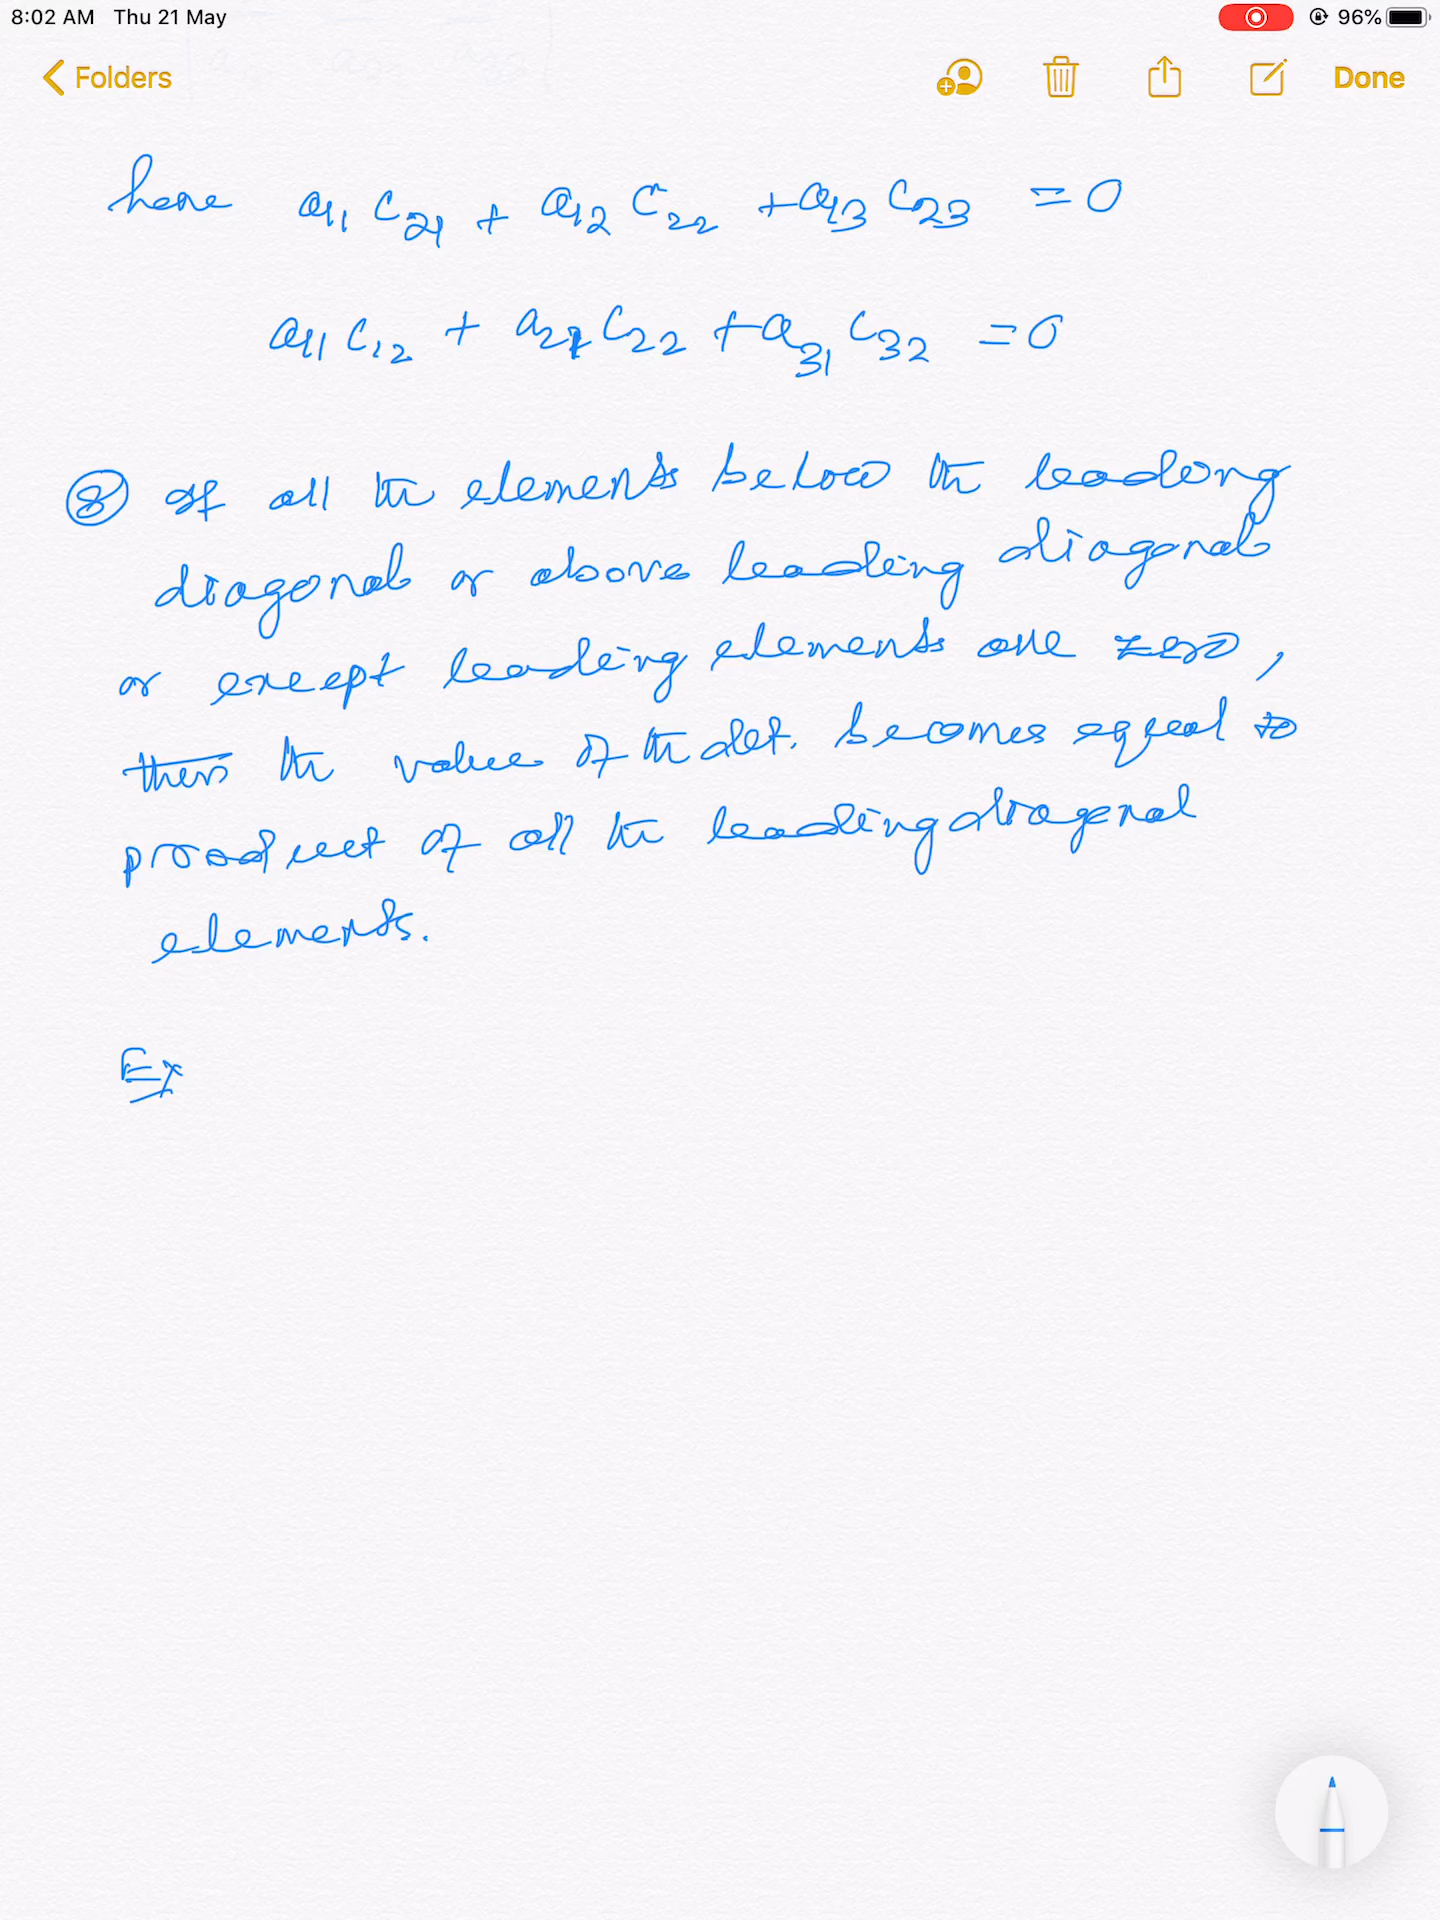 8:02 AM Thu 21 May 96%
Folders Done
here a₁₁ C₂₁ + a₁₂ C₂₂ + a₁₃ C₂₃ = 0
a₁₁ C₁₂ + a₂₁ C₂₂ + a₃₁ C₃₂ = 0
⑧ If all the elements below the leading
diagonal or above leading diagonal
or except leading elements are zero,
then the value of the det. becomes equal to
product of all the leading diagonal
elements.
Ex